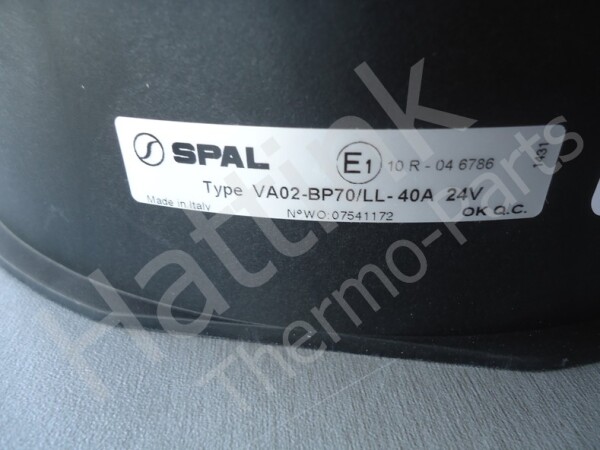 SPAL
E1 10 R - 04 6786
Type VA02-BP70/LL-40A 24V
Made in Italy
N°WO:07541172
OK Q.C.
1931
Hattink
Thermo-Parts